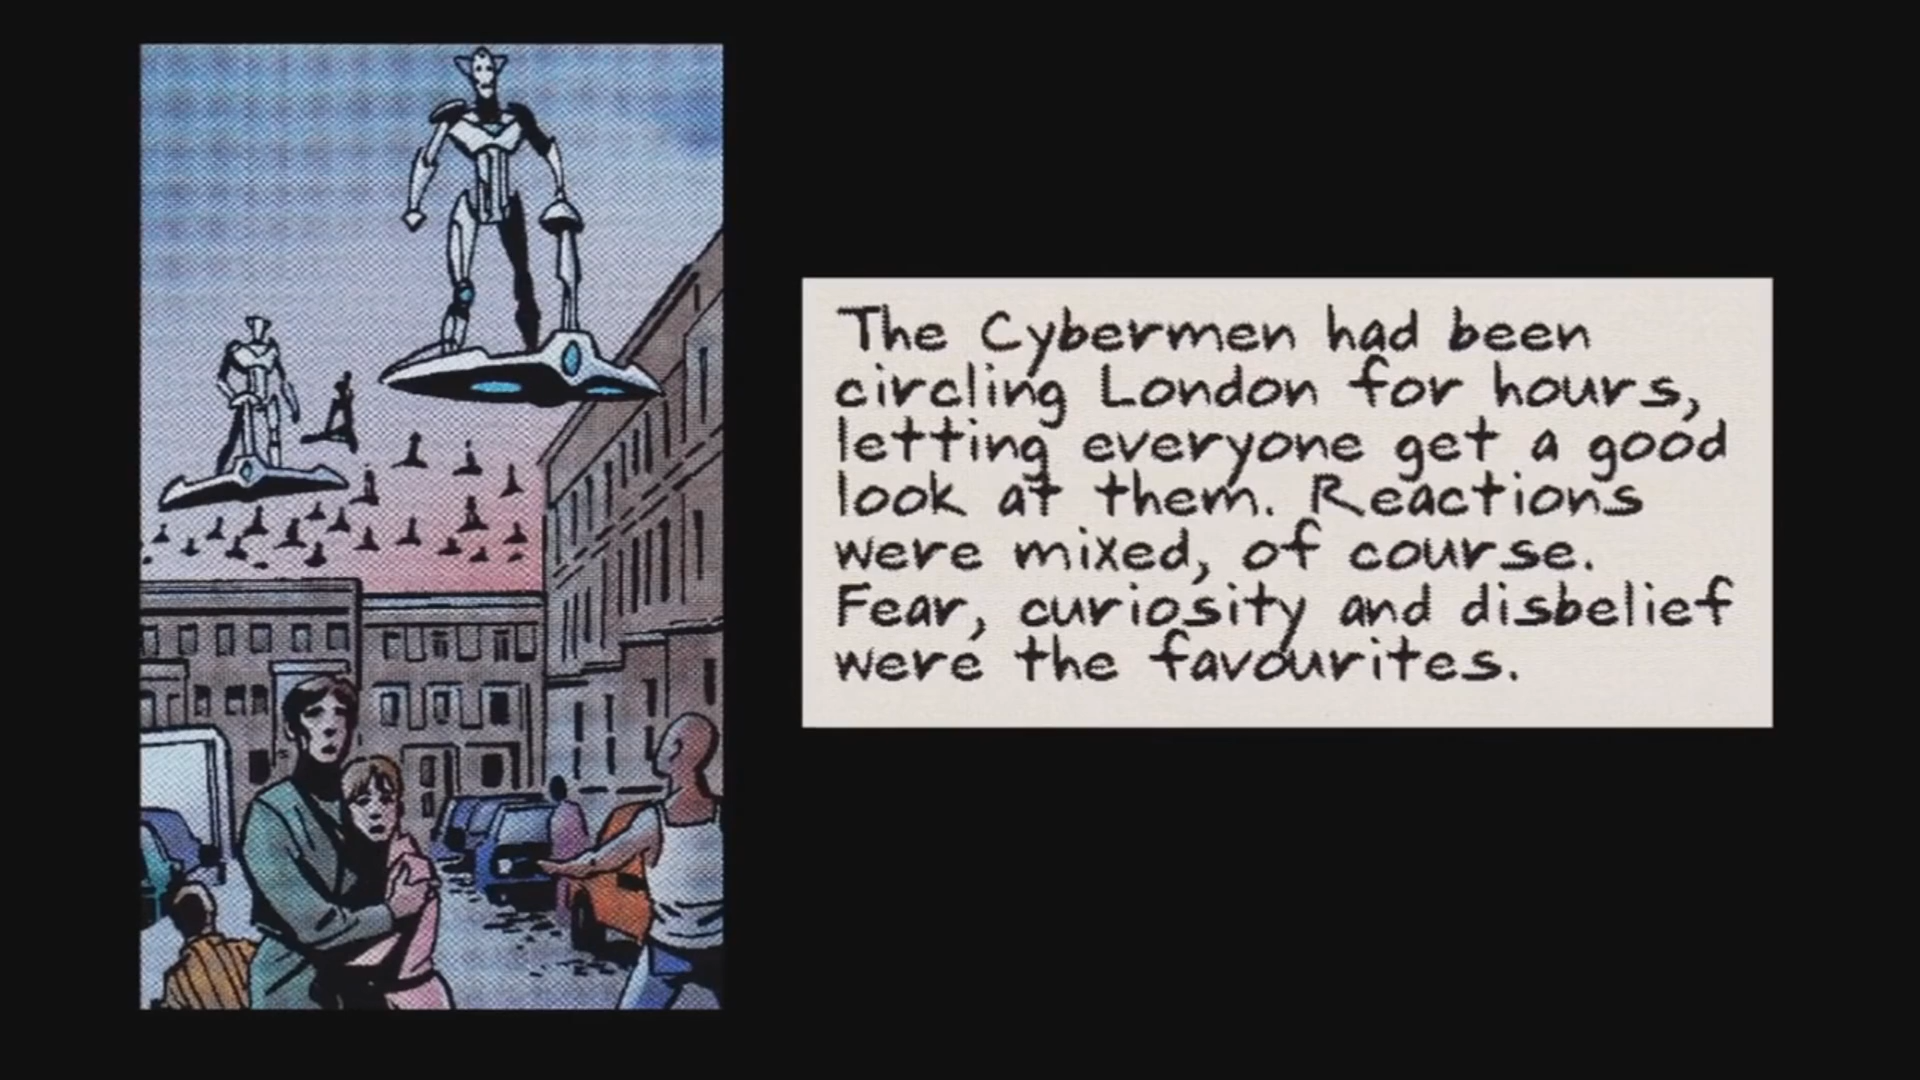 The Cybermen had been
circling London for hours,
letting everyone get a good
look at them. Reactions
were mixed, of course.
Fear, curiosity and disbelief
were the favourites.